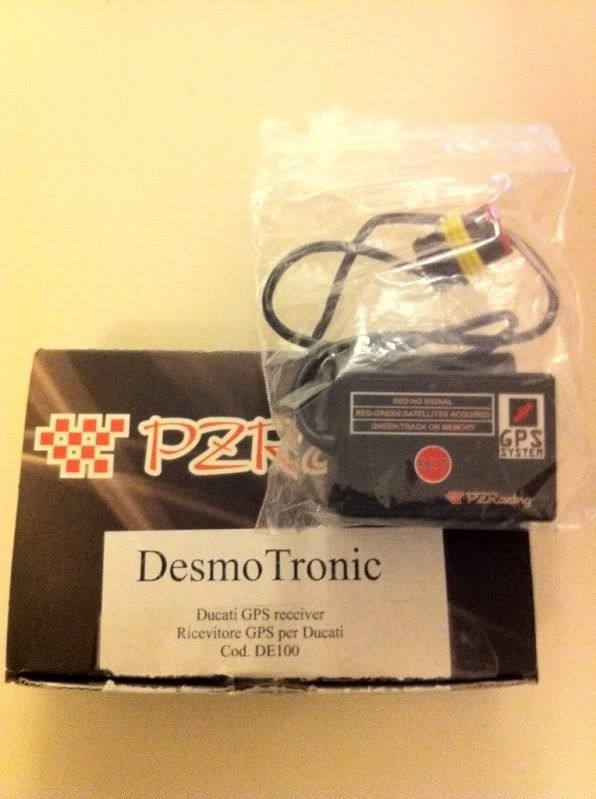 RED:NO SIGNAL
RED-GREEN:SATELLITES ACQUIRED
GREEN:TRACK ON MEMORY
GPS
SYSTEM
SET
PZRacing
PZR
DesmoTronic
Ducati GPS receiver
Ricevitore GPS per Ducati
Cod. DE100